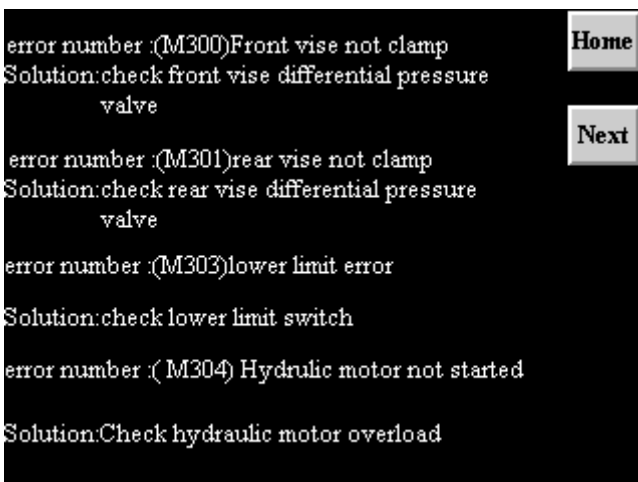 error number :(M300)Front vise not clamp
Solution:check front vise differential pressure
valve
Home
error number :(M301)rear vise not clamp
Solution:check rear vise differential pressure
valve
Next
error number :(M303)lower limit error
Solution:check lower limit switch
error number :( M304) Hydrulic motor not started
Solution:Check hydraulic motor overload